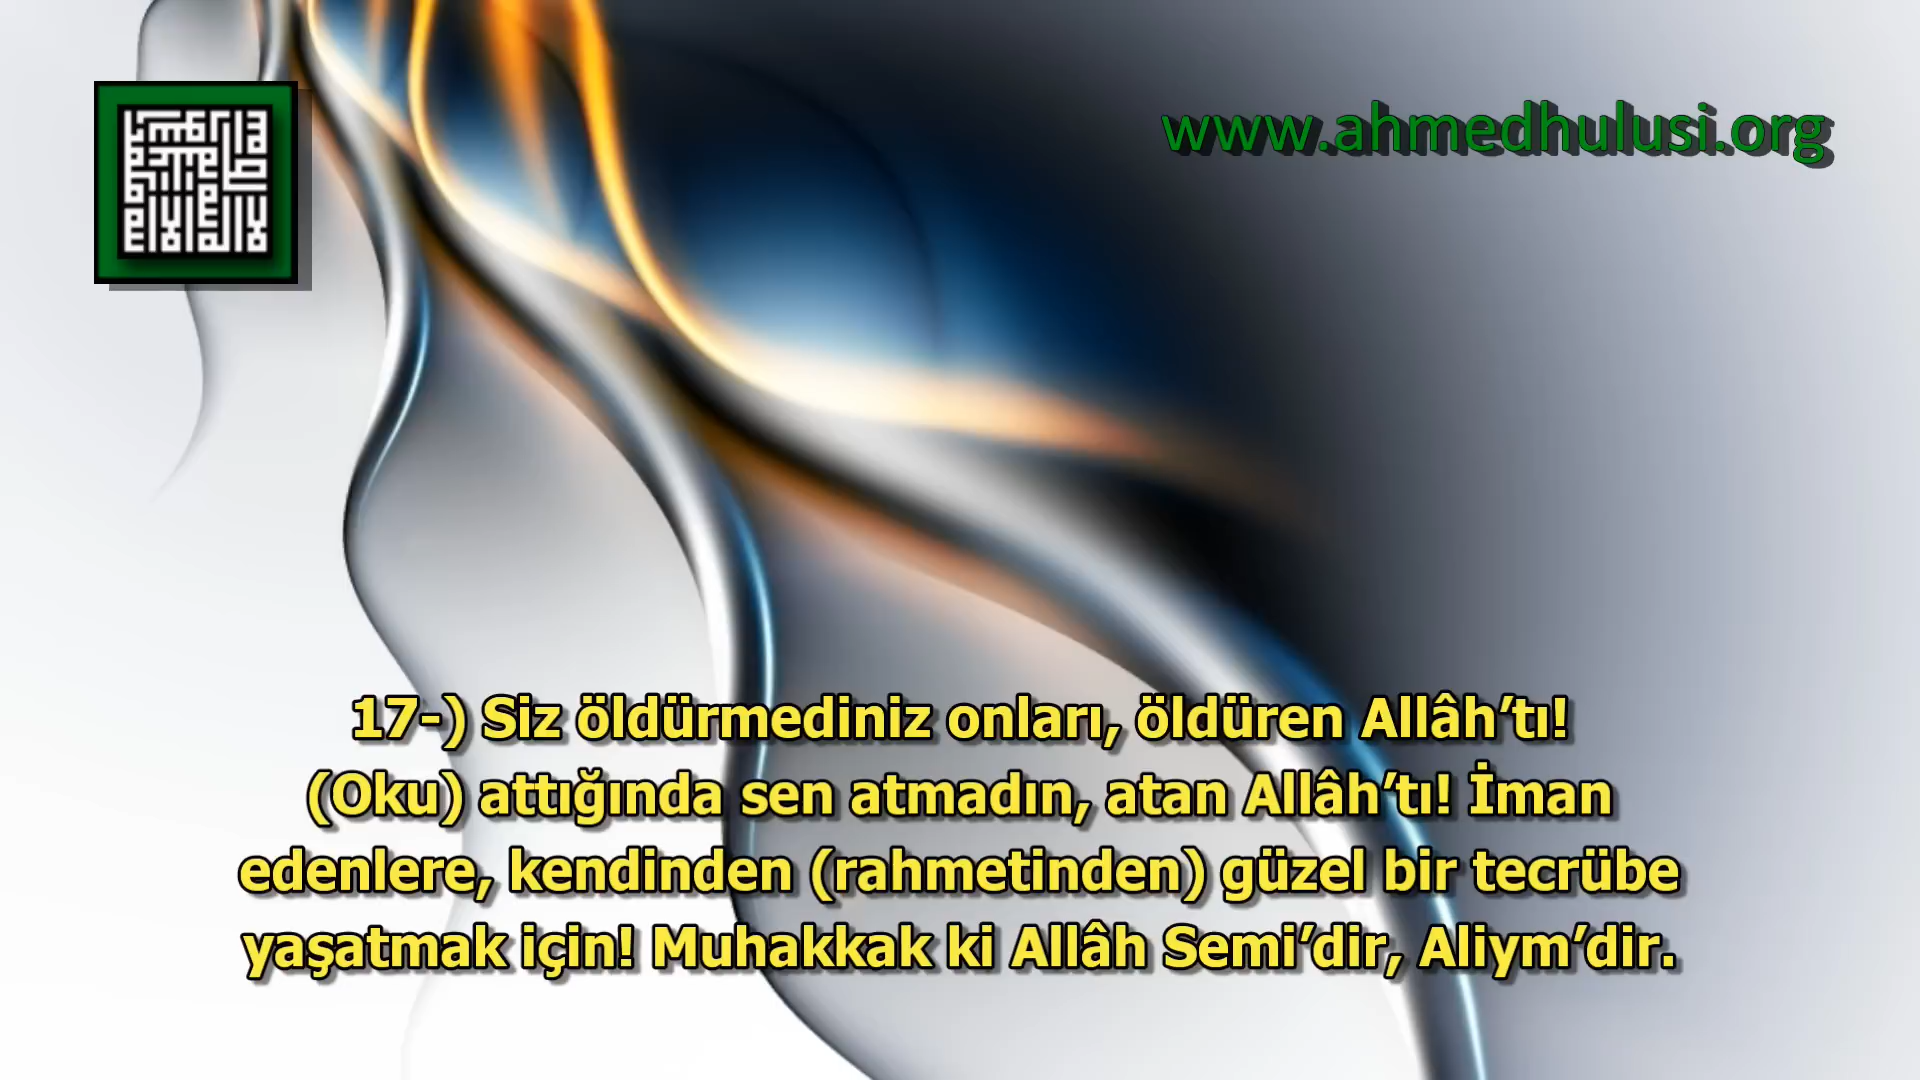 www.ahmedhulusi.org
17-) Siz öldürmediniz onları, öldüren Allâh’tı!
(Oku) attığında sen atmadın, atan Allâh’tı! İman
edenlere, kendinden (rahmetinden) güzel bir tecrübe
yaşatmak için! Muhakkak ki Allâh Semi’dir, Aliym’dir.